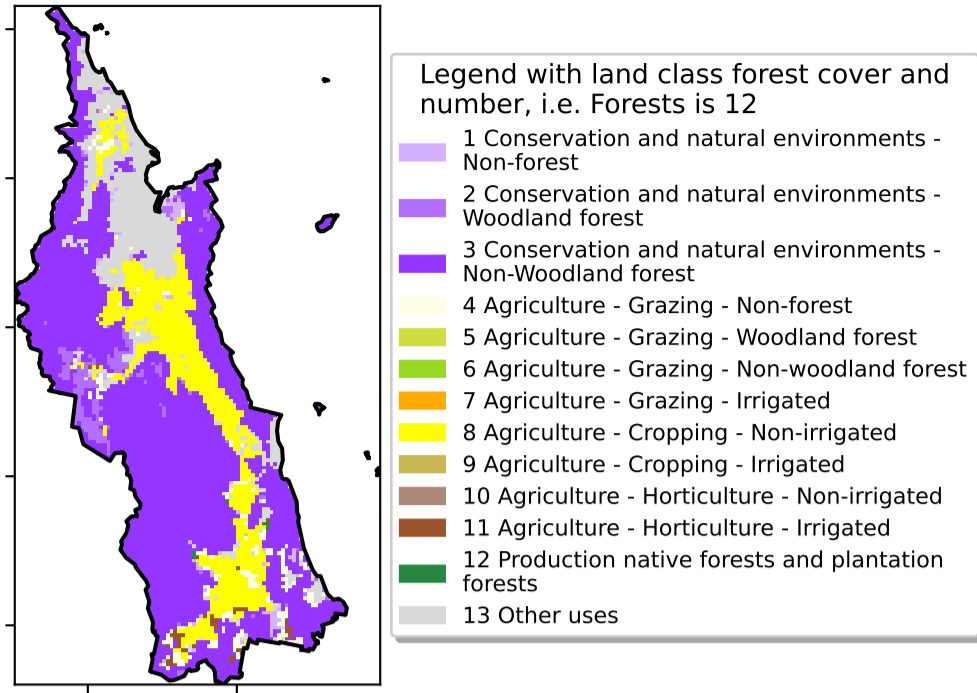 Legend with land class forest cover and
number, i.e. Forests is 12
1 Conservation and natural environments -
Non-forest
2 Conservation and natural environments -
Woodland forest
3 Conservation and natural environments -
Non-Woodland forest
4 Agriculture - Grazing - Non-forest
5 Agriculture - Grazing - Woodland forest
6 Agriculture - Grazing - Non-woodland forest
7 Agriculture - Grazing - Irrigated
8 Agriculture - Cropping - Non-irrigated
9 Agriculture - Cropping - Irrigated
10 Agriculture - Horticulture - Non-irrigated
11 Agriculture - Horticulture - Irrigated
12 Production native forests and plantation
forests
13 Other uses